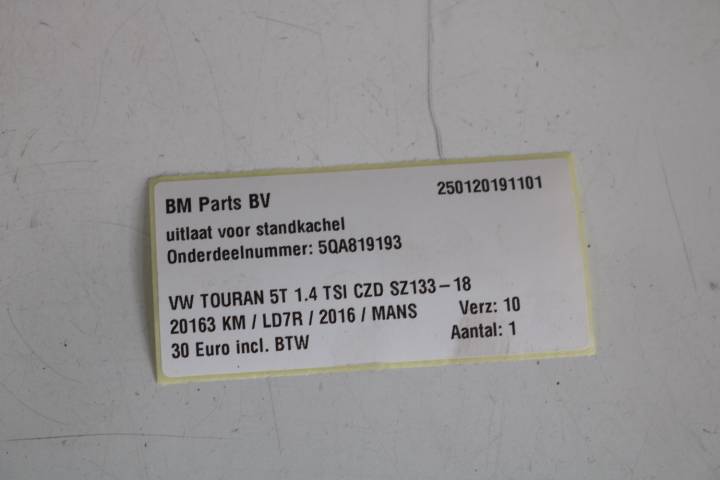 BM Parts BV 250120191101
uitlaat voor standkachel
Onderdeelnummer: 5QA819193
VW TOURAN 5T 1.4 TSI CZD SZ133-18
20163 KM / LD7R / 2016 / MANS Verz: 10
30 Euro incl. BTW Aantal: 1